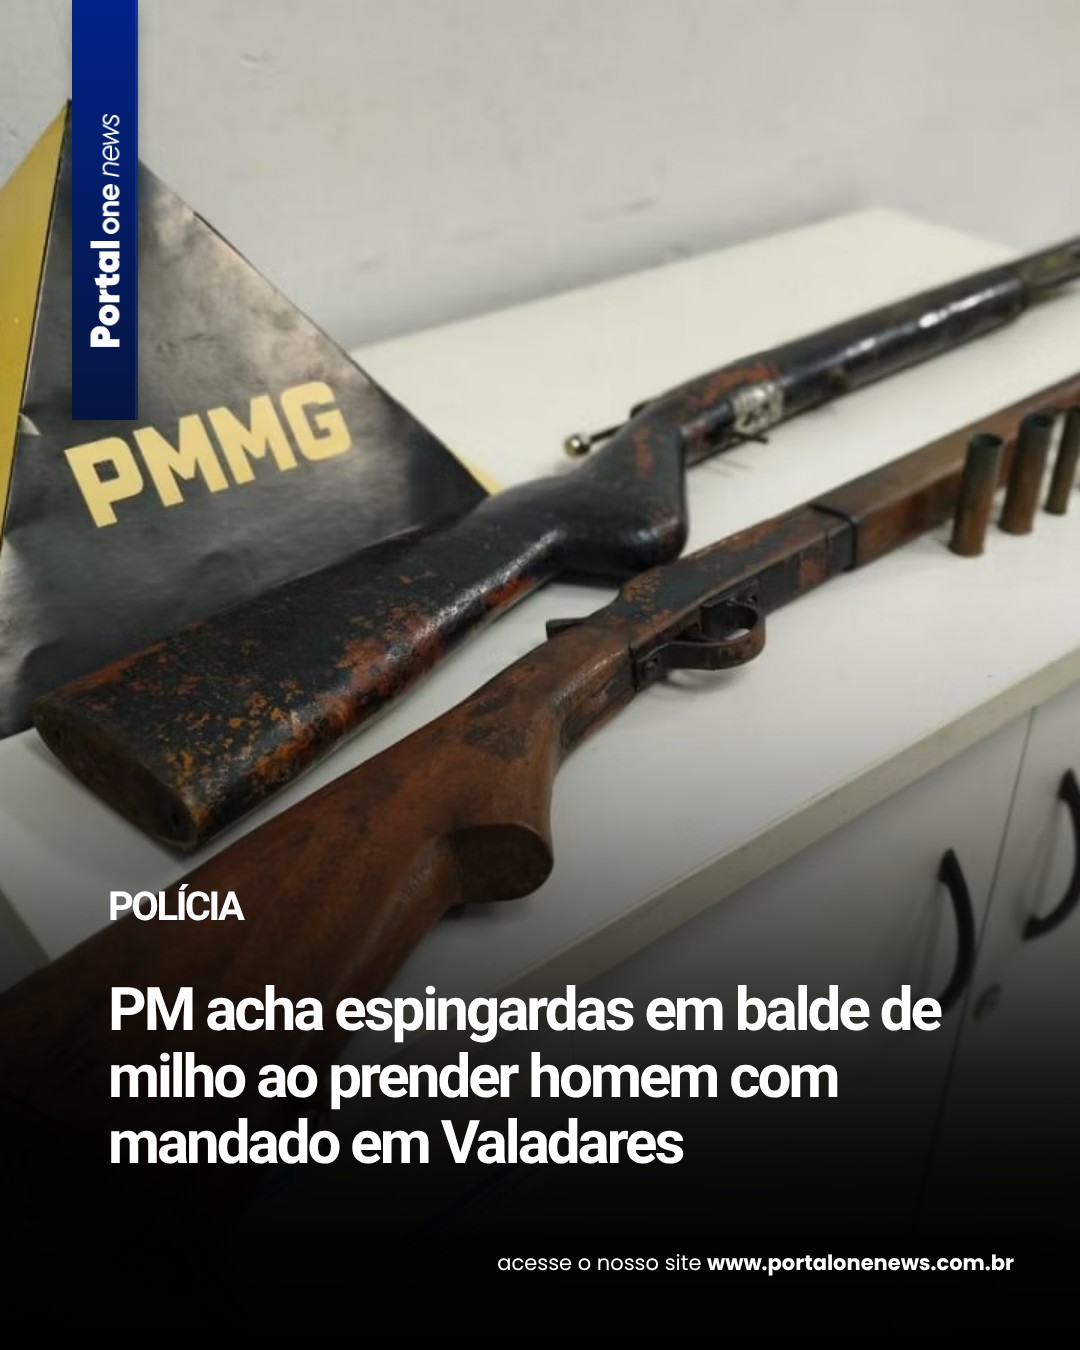 Portal one news
PMMG
POLÍCIA
PM acha espingardas em balde de
milho ao prender homem com
mandado em Valadares
acesse o nosso site www.portalonenews.com.br